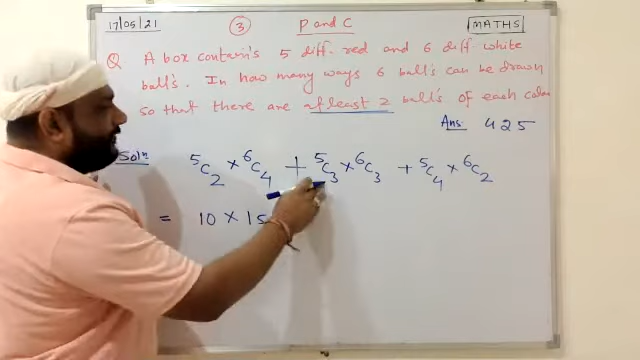 17/05/21 ③ P and C MATHS
Q A box contain's 5 diff. red and 6 diff white
ball's. In how many ways 6 ball's can be drawn
so that there are atleast 2 ball's of each color
Ans: 425
Solⁿ ⁵C₂ × ⁶C₄ + ⁵C₃ × ⁶C₃ + ⁵C₄ × ⁶C₂
= 10 × 15